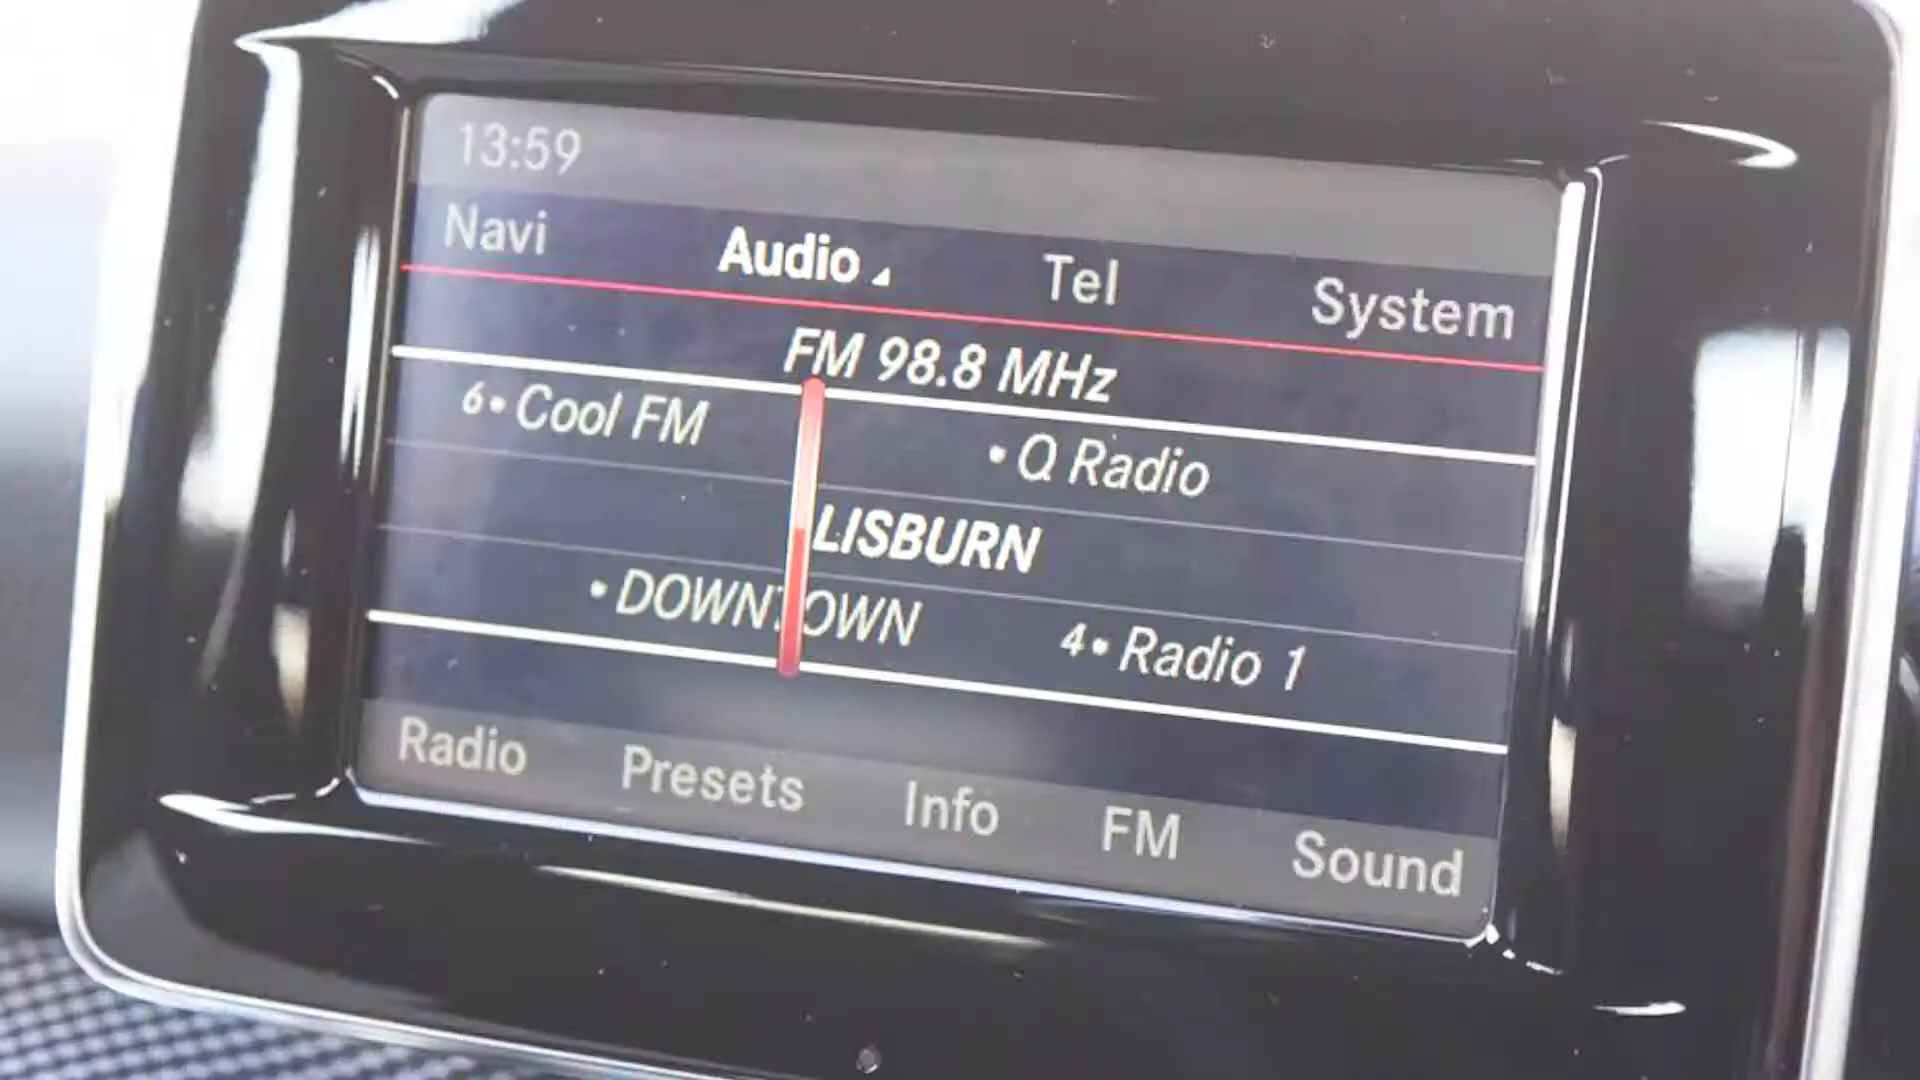 13:59
Navi Audio Tel System
FM 98.8 MHz
6• Cool FM
• Q Radio
LISBURN
• DOWNTOWN
4• Radio 1
Radio Presets Info FM Sound